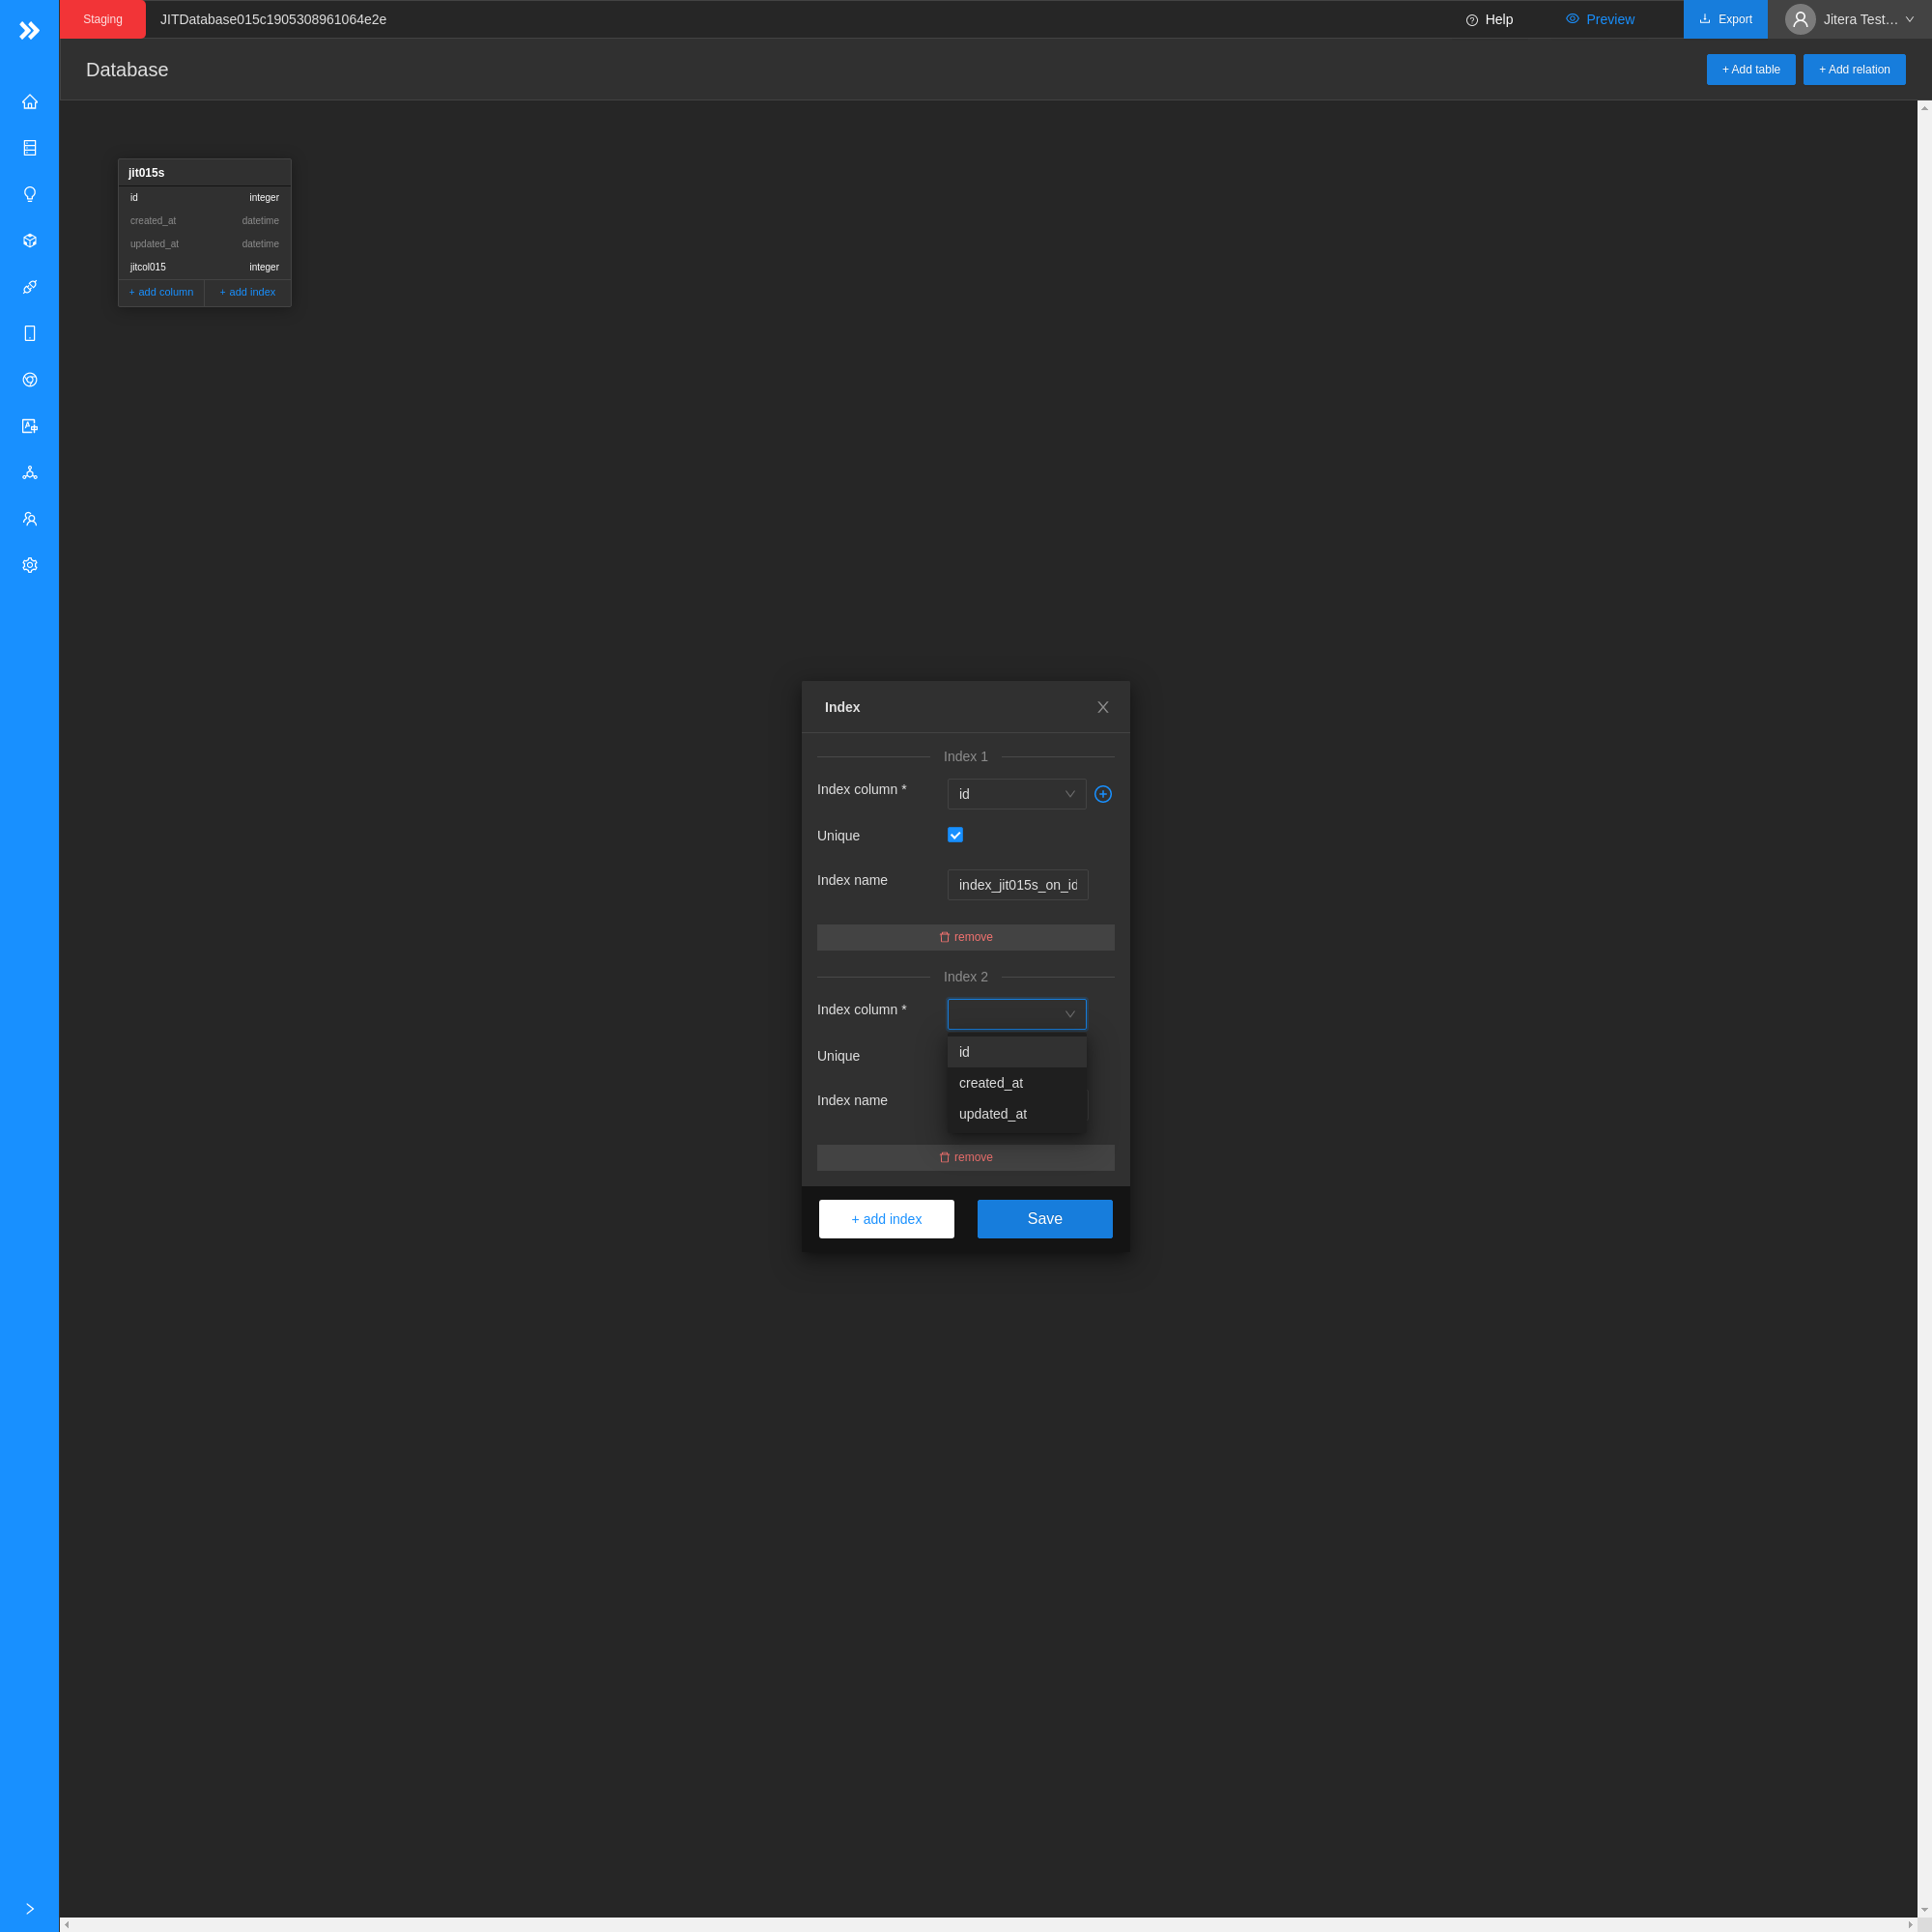 Staging JITDatabase015c1905308961064e2e Help Preview Export Jitera Test…
Database + Add table + Add relation
jit015s
id integer
created_at datetime
updated_at datetime
jitcol015 integer
+ add column + add index
Index
Index 1
Index column * id
Unique
Index name index_jit015s_on_id
remove
Index 2
Index column *
id
Unique
created_at
Index name
updated_at
remove
+ add index Save